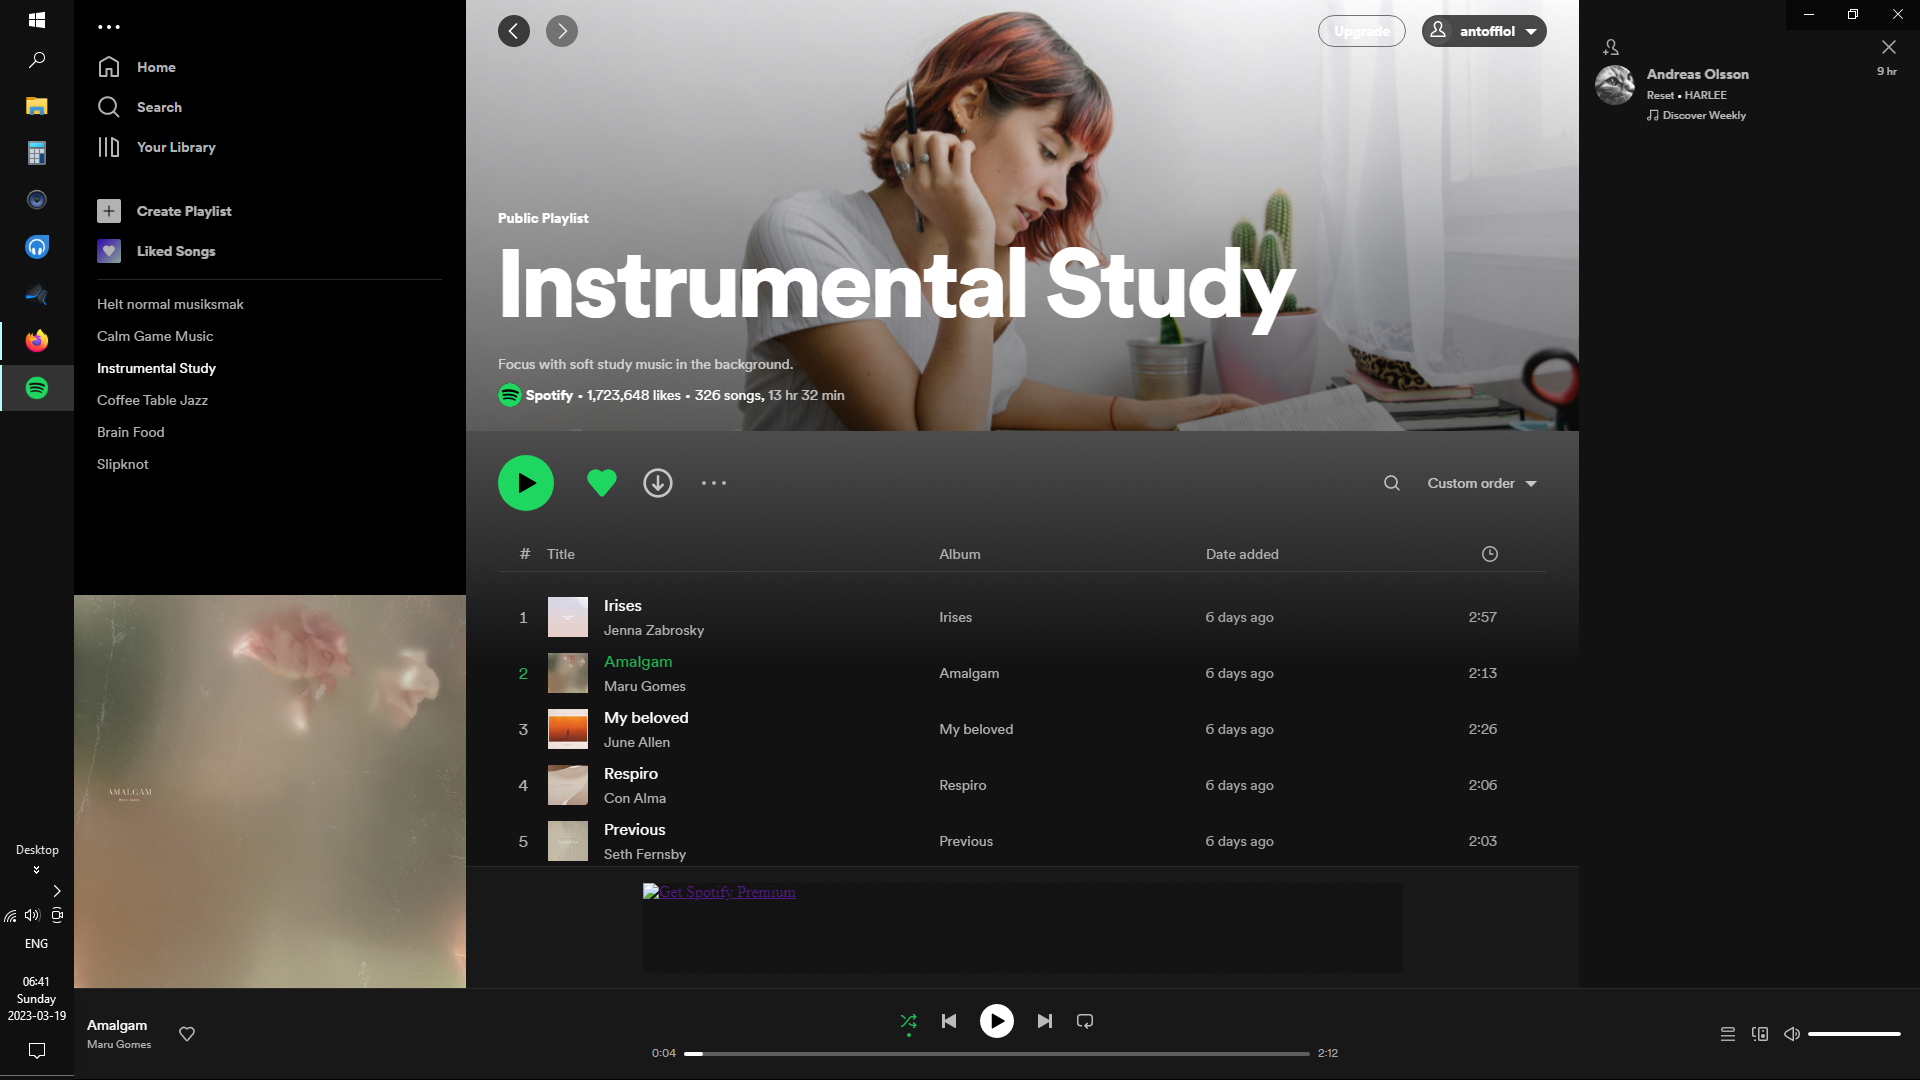 Home
Search
Your Library
Create Playlist
Liked Songs
Helt normal musiksmak
Calm Game Music
Instrumental Study
Coffee Table Jazz
Brain Food
Slipknot
AMALGAM
Maru Gomes
Desktop
ENG
06:41
Sunday
2023-03-19
Upgrade
antofflol
Public Playlist
Instrumental Study
Focus with soft study music in the background.
Spotify • 1,723,648 likes • 326 songs, 13 hr 32 min
Custom order
# Title Album Date added
1 Irises Jenna Zabrosky Irises 6 days ago 2:57
2 Amalgam Maru Gomes Amalgam 6 days ago 2:13
3 My beloved June Allen My beloved 6 days ago 2:26
4 Respiro Con Alma Respiro 6 days ago 2:06
5 Previous Seth Fernsby Previous 6 days ago 2:03
Get Spotify Premium
Andreas Olsson 9 hr
Reset • HARLEE
Discover Weekly
Amalgam
Maru Gomes
0:04 2:12